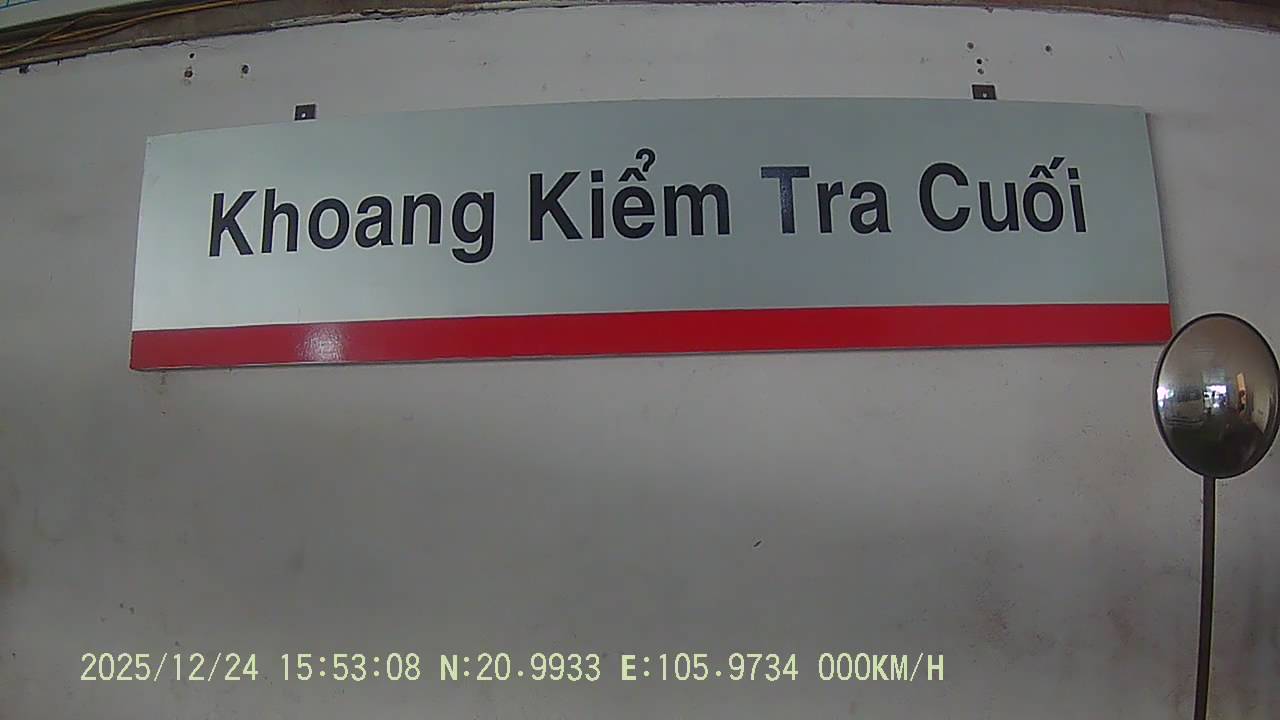 Khoang Kiểm Tra Cuối
2025/12/24 15:53:08 N:20.9933 E:105.9734 000KM/H